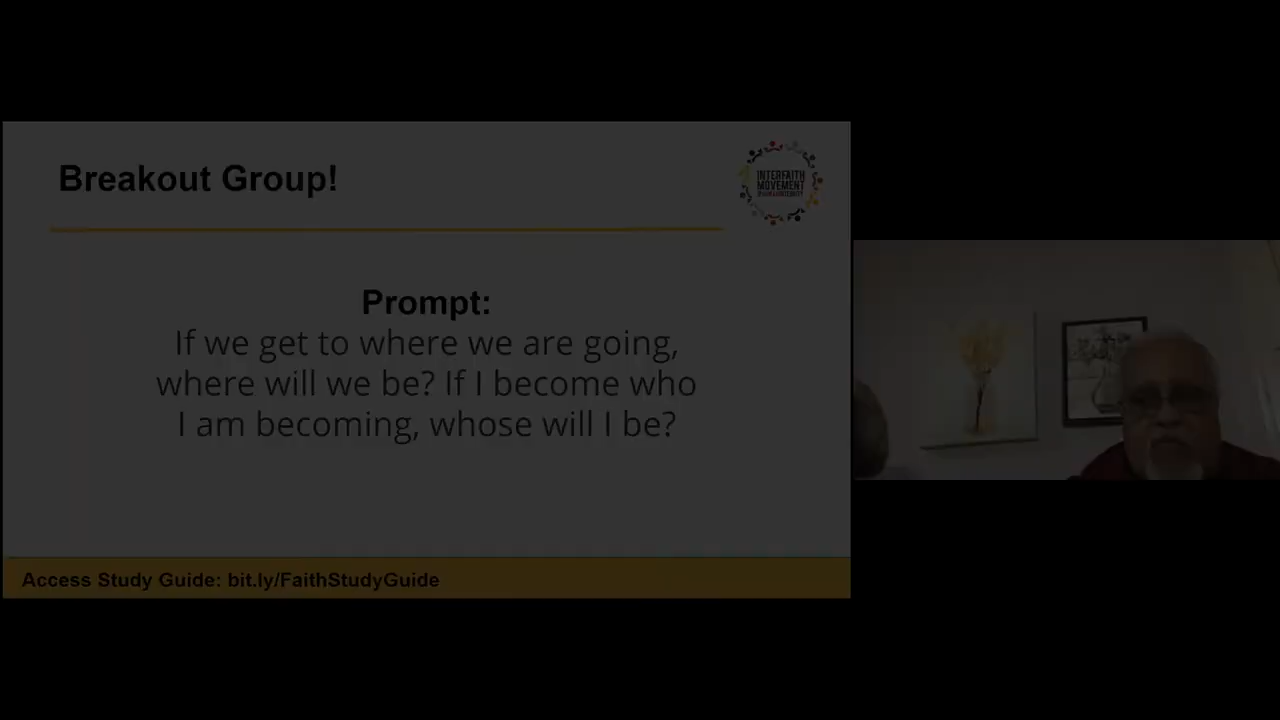 Breakout Group!
INTERFAITH
MOVEMENT
Prompt:
If we get to where we are going,
where will we be? If I become who
I am becoming, whose will I be?
Access Study Guide: bit.ly/FaithStudyGuide